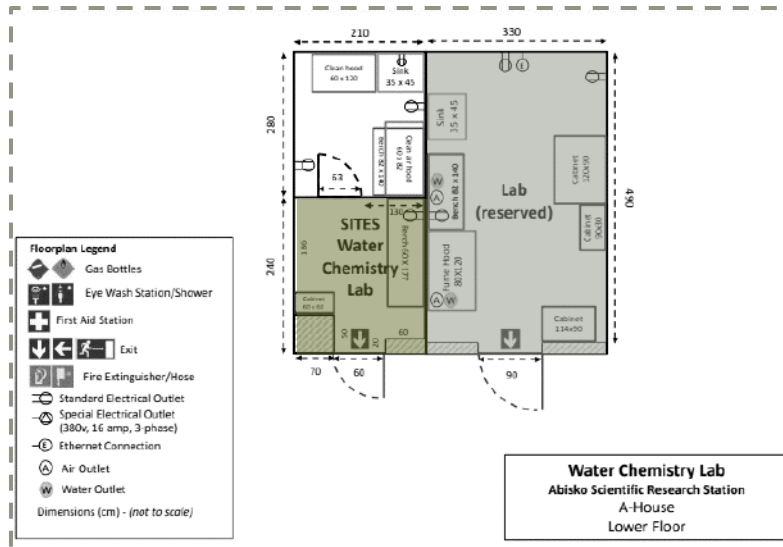 210
330
Clean hood
60 x 120
Sink
35 x 45
E
280
Sink
35 x 45
Clean air hood
60 x 82
Bench 82 x 140
63
W
A
Bench 82 x 140
Cabinet
120x90
Lab
(reserved)
490
130
SITES
Water
Chemistry
Lab
Cabinet
90x30
240
186
Fume Hood
80X120
A W
Cabinet
60 x 60
Cabinet
114x90
50
20
60
70
60
90
Floorplan Legend
Gas Bottles
Eye Wash Station/Shower
First Aid Station
Exit
Fire Extinguisher/Hose
Standard Electrical Outlet
Special Electrical Outlet
(380v, 16 amp, 3-phase)
E Ethernet Connection
A Air Outlet
W Water Outlet
Dimensions (cm) - (not to scale)
Water Chemistry Lab
Abisko Scientific Research Station
A-House
Lower Floor